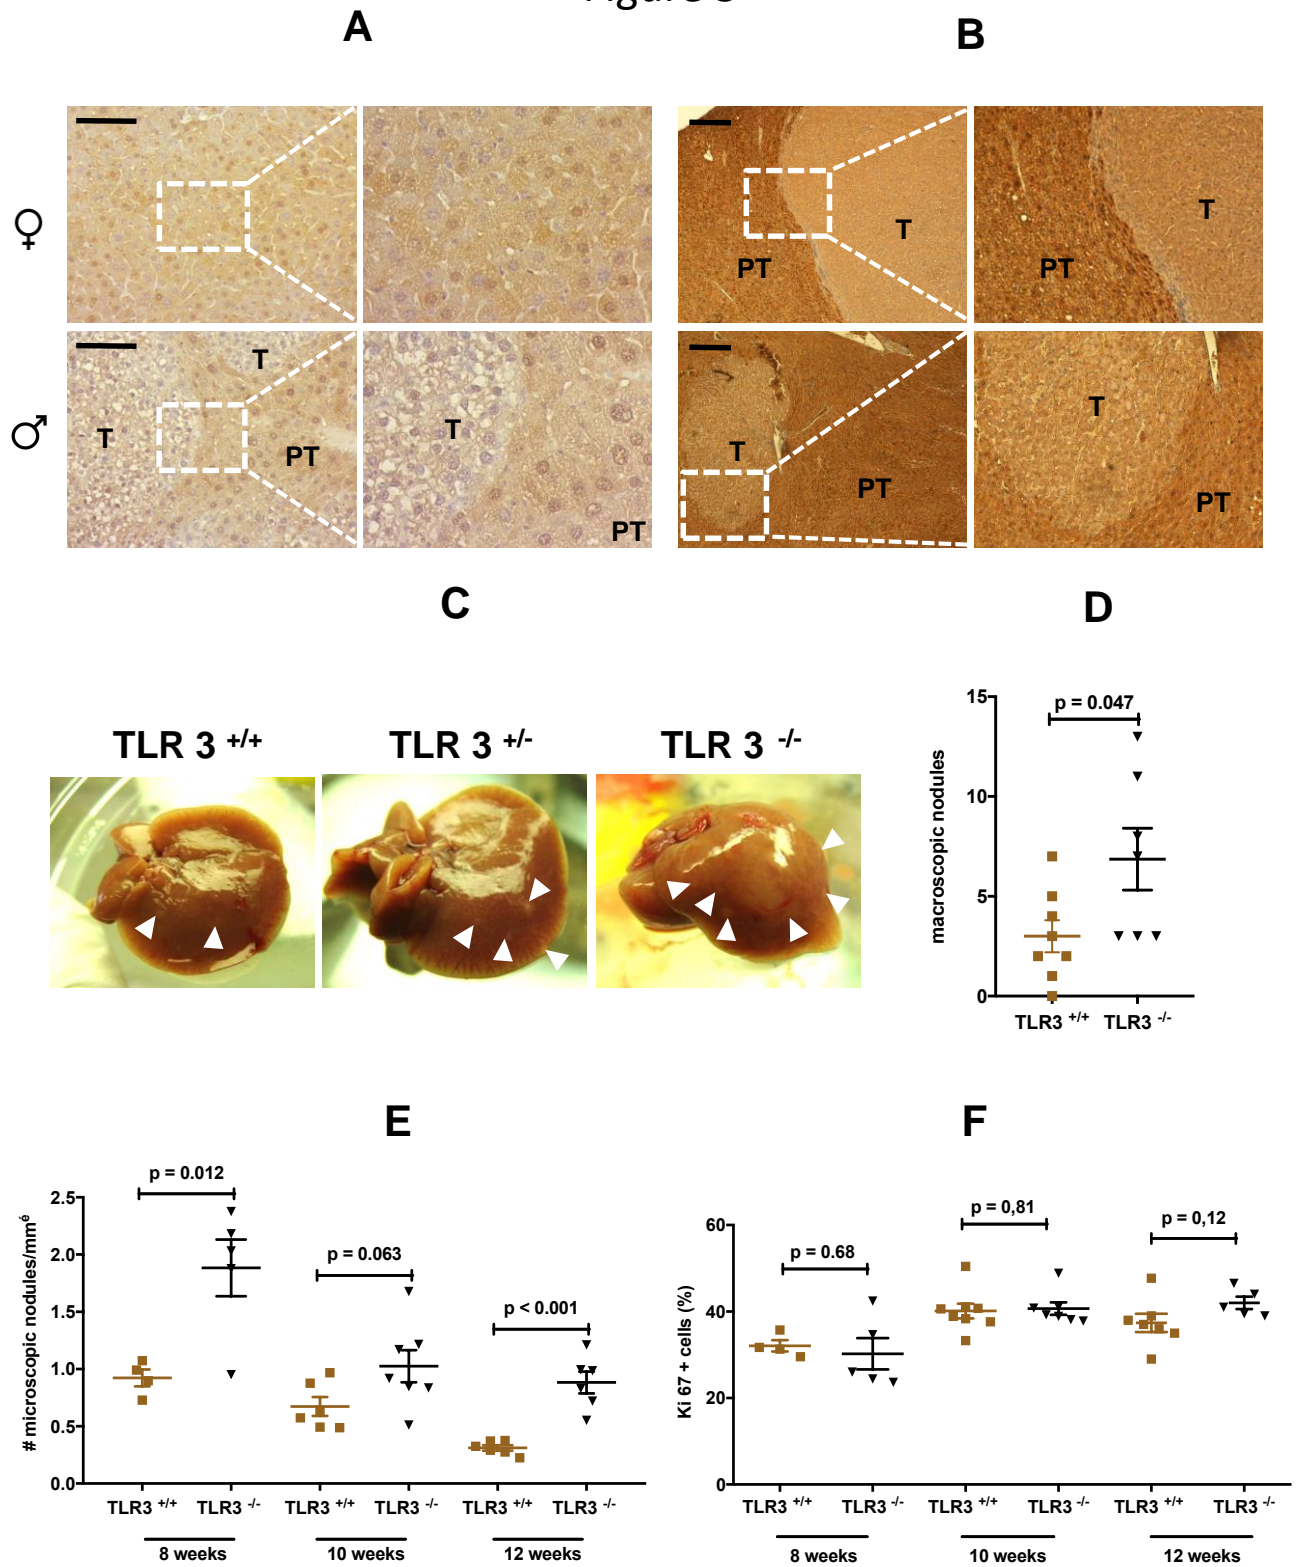 A
B
♀
T
PT
T
PT
♂
T
T
PT
T
PT
T
PT
T
PT
C
D
TLR 3 +/+
TLR 3 +/-
TLR 3 -/-
macroscopic nodules
15
10
5
0
p = 0.047
TLR3 +/+
TLR3 -/-
E
F
# microscopic nodules/mmé
2.5
2.0
1.5
1.0
0.5
0.0
p = 0.012
p = 0.063
p < 0.001
TLR3 +/+
TLR3 -/-
TLR3 +/+
TLR3 -/-
TLR3 +/+
TLR3 -/-
8 weeks
10 weeks
12 weeks
Ki 67 + cells (%)
60
40
20
0
p = 0.68
p = 0,81
p = 0,12
TLR3 +/+
TLR3 -/-
TLR3 +/+
TLR3 -/-
TLR3 +/+
TLR3 -/-
8 weeks
10 weeks
12 weeks